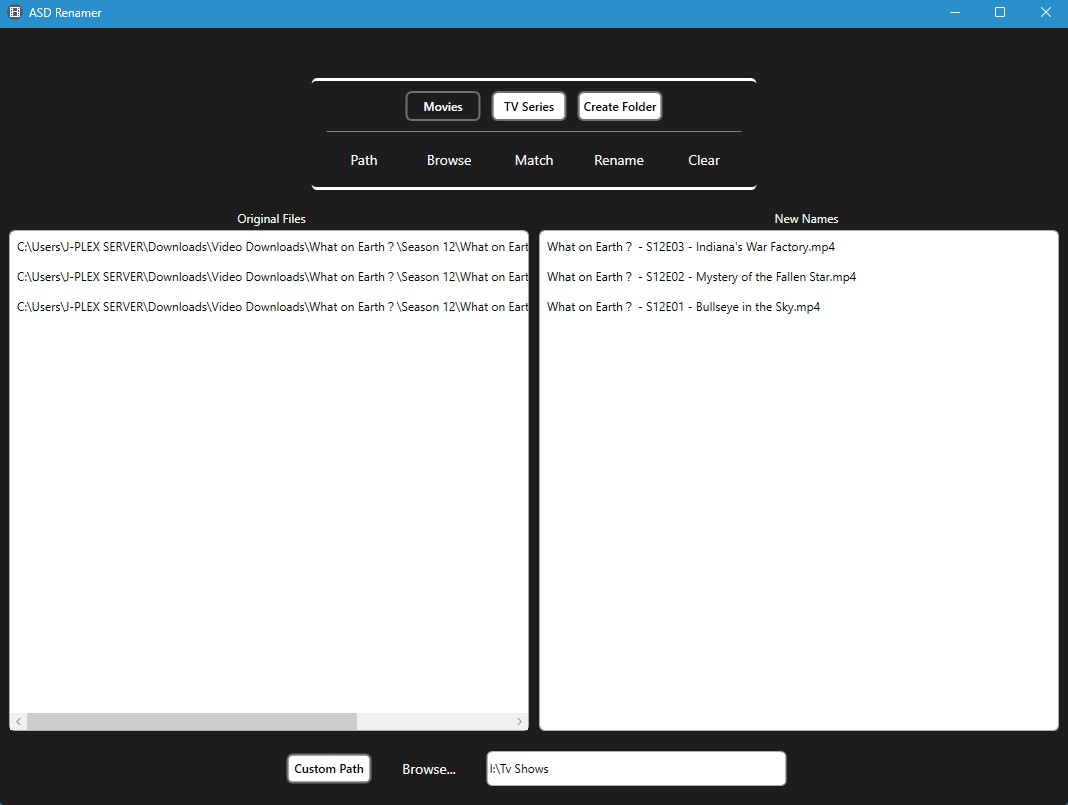 ASD Renamer
Movies TV Series Create Folder
Path Browse Match Rename Clear
Original Files
C:\Users\J-PLEX SERVER\Downloads\Video Downloads\What on Earth ? \Season 12\What on Eart
C:\Users\J-PLEX SERVER\Downloads\Video Downloads\What on Earth ? \Season 12\What on Eart
C:\Users\J-PLEX SERVER\Downloads\Video Downloads\What on Earth ? \Season 12\What on Eart
New Names
What on Earth ?  - S12E03 - Indiana's War Factory.mp4
What on Earth ?  - S12E02 - Mystery of the Fallen Star.mp4
What on Earth ?  - S12E01 - Bullseye in the Sky.mp4
Custom Path Browse... I:\Tv Shows